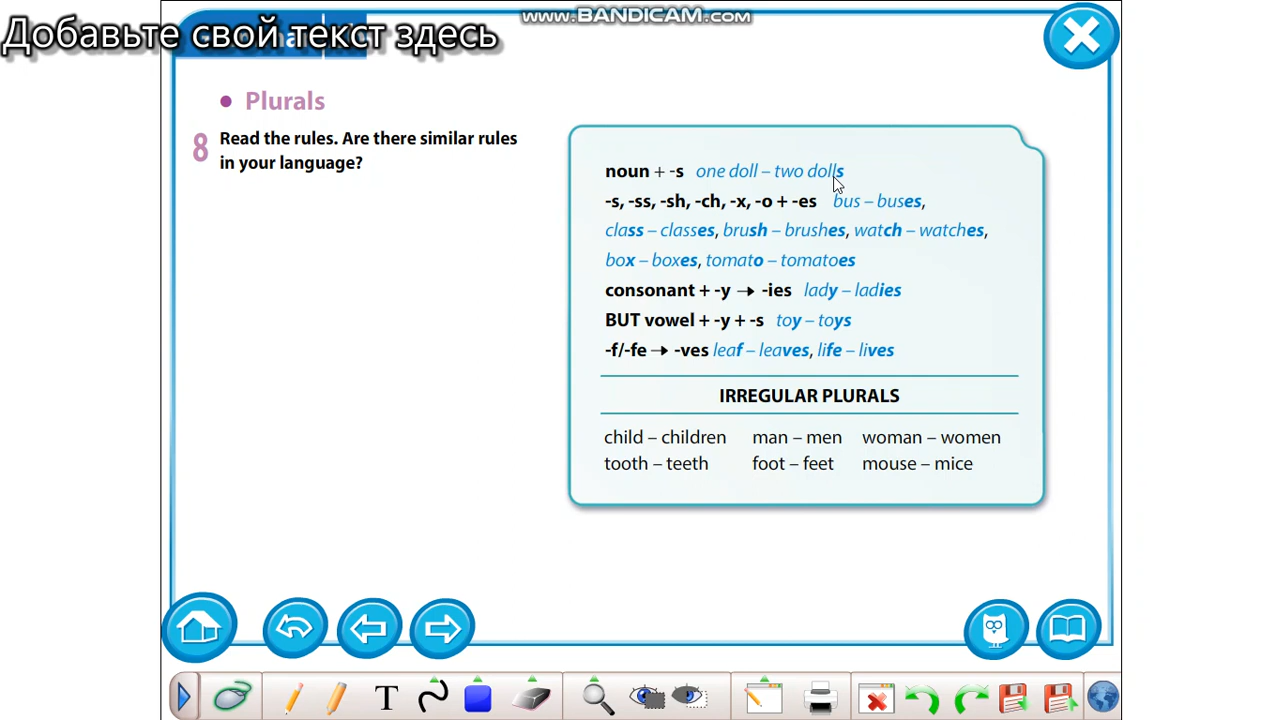 www.BANDICAM.com
Добавьте свой текст здесь
• Plurals
8 Read the rules. Are there similar rules
in your language?
noun + -s one doll – two dolls
-s, -ss, -sh, -ch, -x, -o + -es bus – buses,
class – classes, brush – brushes, watch – watches,
box – boxes, tomato – tomatoes
consonant + -y → -ies lady – ladies
BUT vowel + -y + -s toy – toys
-f/-fe → -ves leaf – leaves, life – lives
IRREGULAR PLURALS
child – children man – men woman – women
tooth – teeth foot – feet mouse – mice
T